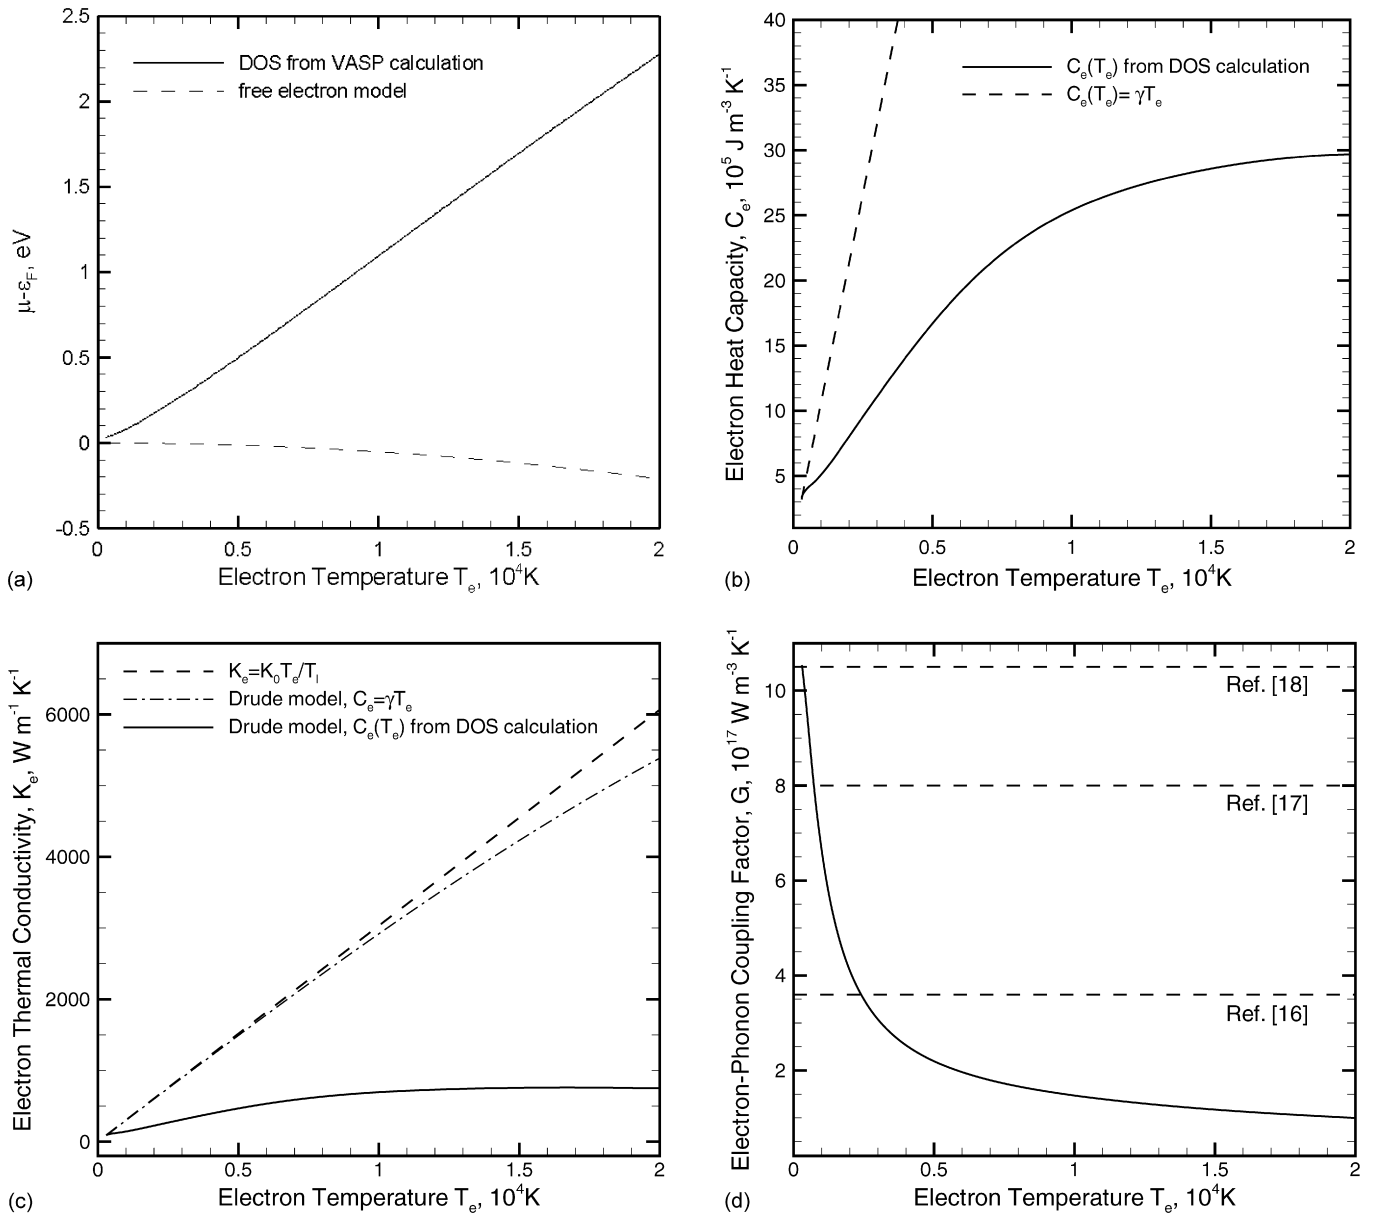 2.5
2
1.5
1
0.5
0
-0.5
μ-ε_F, eV
DOS from VASP calculation
free electron model
0 0.5 1 1.5 2
Electron Temperature T_e, 10^4K
(a)
40
35
30
25
20
15
10
5
Electron Heat Capacity, C_e, 10^5 J m^-3 K^-1
C_e(T_e) from DOS calculation
C_e(T_e)= γT_e
0 0.5 1 1.5 2
Electron Temperature T_e, 10^4K
(b)
6000
4000
2000
0
Electron Thermal Conductivity, K_e, W m^-1 K^-1
K_e=K_0T_e/T_l
Drude model, C_e=γT_e
Drude model, C_e(T_e) from DOS calculation
0 0.5 1 1.5 2
Electron Temperature T_e, 10^4K
(c)
10
8
6
4
2
Electron-Phonon Coupling Factor, G, 10^17 W m^-3 K^-1
Ref. [18]
Ref. [17]
Ref. [16]
0 0.5 1 1.5 2
Electron Temperature T_e, 10^4K
(d)